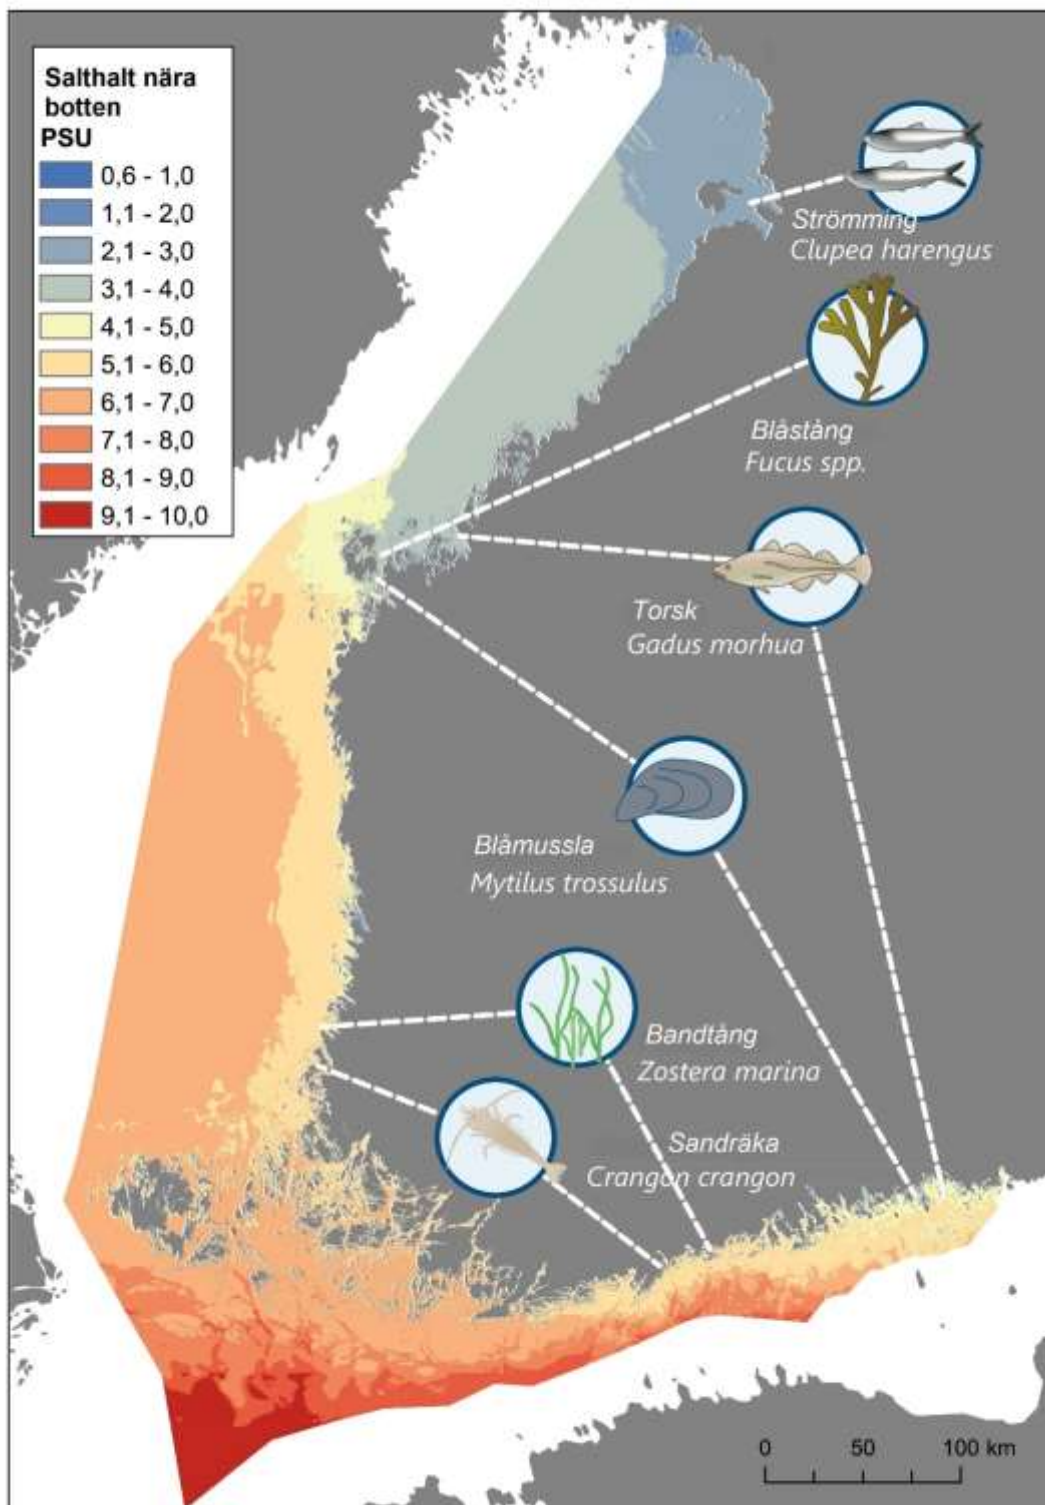 Salthalt nära
botten
PSU
0,6 - 1,0
1,1 - 2,0
2,1 - 3,0
3,1 - 4,0
4,1 - 5,0
5,1 - 6,0
6,1 - 7,0
7,1 - 8,0
8,1 - 9,0
9,1 - 10,0
Strömming
Clupea harengus
Blåstång
Fucus spp.
Torsk
Gadus morhua
Blåmussla
Mytilus trossulus
Bandtång
Zostera marina
Sandräka
Crangon crangon
0 50 100 km